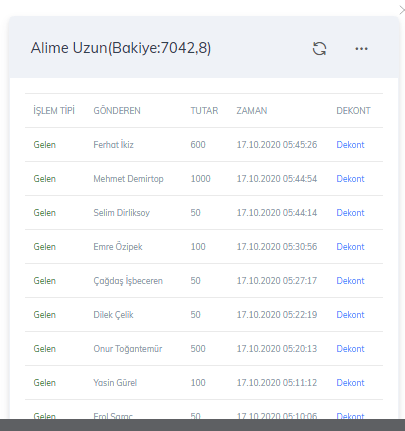 Alime Uzun(Bakiye:7042,8)
İŞLEM TİPİ GÖNDEREN TUTAR ZAMAN DEKONT
Gelen Ferhat İkiz 600 17.10.2020 05:45:26 Dekont
Gelen Mehmet Demirtop 1000 17.10.2020 05:44:54 Dekont
Gelen Selim Dirliksoy 50 17.10.2020 05:44:14 Dekont
Gelen Emre Özipek 100 17.10.2020 05:30:56 Dekont
Gelen Çağdaş İşbeceren 50 17.10.2020 05:27:17 Dekont
Gelen Dilek Çelik 50 17.10.2020 05:22:19 Dekont
Gelen Onur Toğantemür 500 17.10.2020 05:20:13 Dekont
Gelen Yasin Gürel 100 17.10.2020 05:11:12 Dekont
Gelen Erol Saraç 50 17.10.2020 05:10:06 Dekont